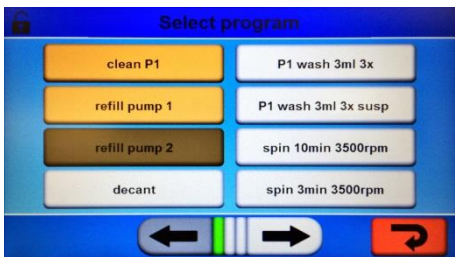 Select program
clean P1
P1 wash 3ml 3x
refill pump 1
P1 wash 3ml 3x susp
refill pump 2
spin 10min 3500rpm
decant
spin 3min 3500rpm